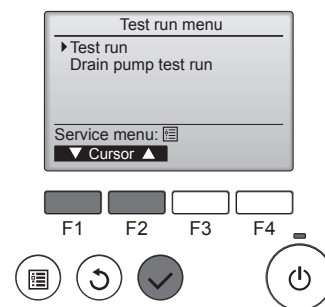 Test run menu
Test run
Drain pump test run
Service menu:
▼ Cursor ▲
F1 F2 F3 F4